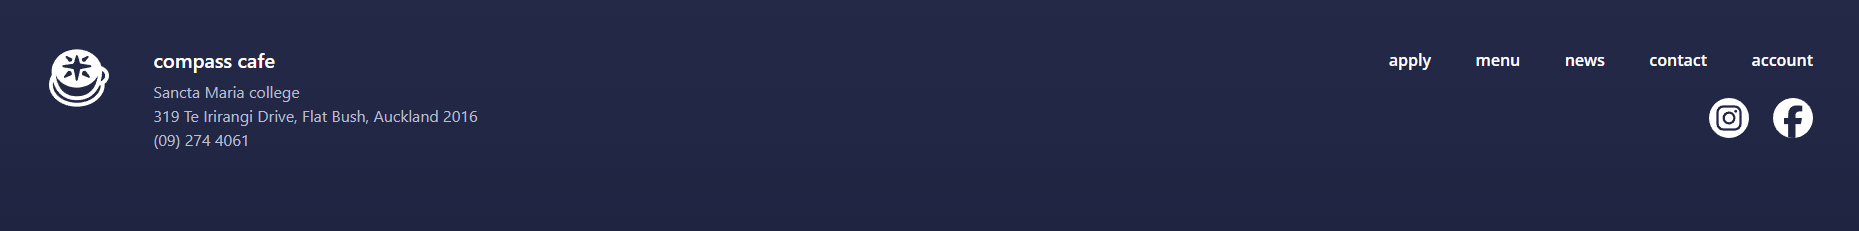 compass cafe
Sancta Maria college
319 Te Irirangi Drive, Flat Bush, Auckland 2016
(09) 274 4061
apply menu news contact account